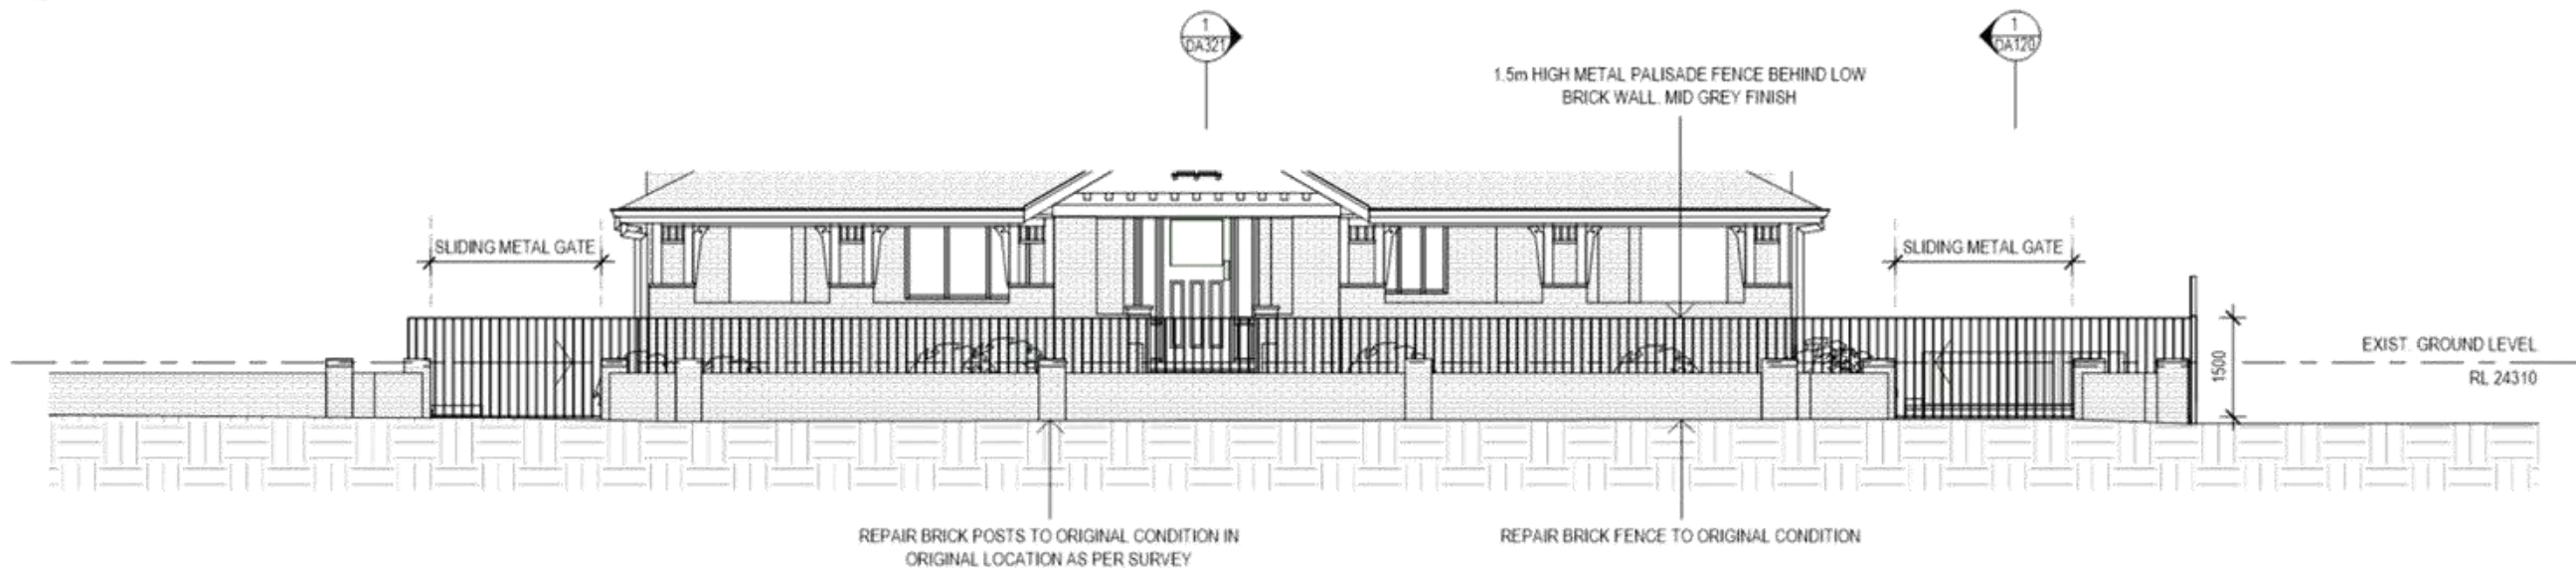 1
DA321
1
DA120
1.5m HIGH METAL PALISADE FENCE BEHIND LOW
BRICK WALL. MID GREY FINISH
SLIDING METAL GATE
SLIDING METAL GATE
EXIST. GROUND LEVEL
RL 24310
1500
REPAIR BRICK POSTS TO ORIGINAL CONDITION IN
ORIGINAL LOCATION AS PER SURVEY
REPAIR BRICK FENCE TO ORIGINAL CONDITION